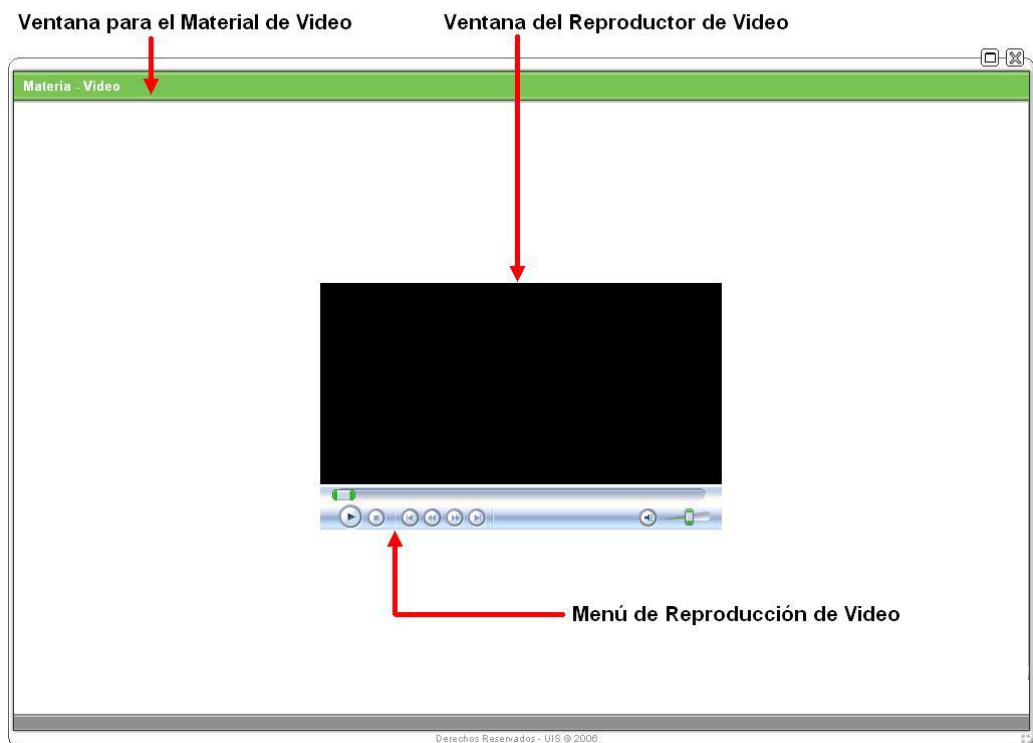 Ventana para el Material de Video
Ventana del Reproductor de Video
Materia - Video
Menú de Reproducción de Video
Derechos Reservados - UIS © 2006